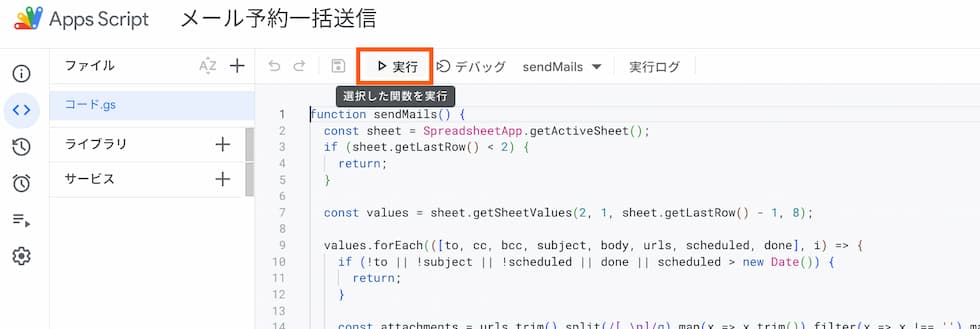 Apps Script メール予約一括送信
ファイル AZ 実行 デバッグ sendMails 実行ログ
選択した関数を実行
コード.gs
ライブラリ
サービス
1 function sendMails() {
2 const sheet = SpreadsheetApp.getActiveSheet();
3 if (sheet.getLastRow() < 2) {
4 return;
5 }
6
7 const values = sheet.getSheetValues(2, 1, sheet.getLastRow() - 1, 8);
8
9 values.forEach(([to, cc, bcc, subject, body, urls, scheduled, done], i) => {
10 if (!to || !subject || !scheduled || done || scheduled > new Date()) {
11 return;
12 }
13
14 const attachments = urls.trim().split(/[ \n]/g).map(x => x.trim()).filter(x => x !== '').m